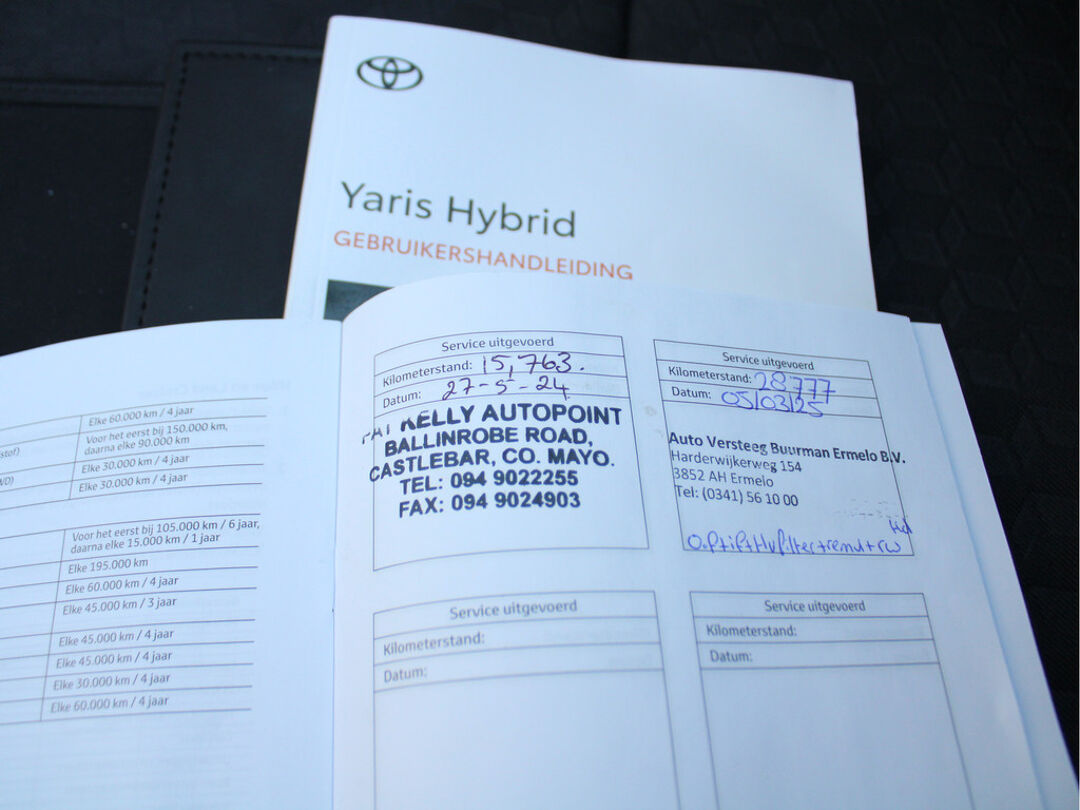 Yaris Hybrid
GEBRUIKERSHANDLEIDING
Elke 60.000 km / 4 jaar
Voor het eerst bij 150.000 km,
daarna elke 90.000 km
Elke 30.000 km / 4 jaar
Elke 30.000 km / 4 jaar
Voor het eerst bij 105.000 km / 6 jaar,
daarna elke 15.000 km / 1 jaar
Elke 195.000 km
Elke 60.000 km / 4 jaar
Elke 45.000 km / 3 jaar
Elke 45.000 km / 4 jaar
Elke 45.000 km / 4 jaar
Elke 30.000 km / 4 jaar
Elke 60.000 km / 4 jaar
Service uitgevoerd
Kilometerstand: 15,763.
Datum: 27-5-24
KELLY AUTOPOINT
BALLINROBE ROAD,
CASTLEBAR, CO. MAYO.
TEL: 094 9022255
FAX: 094 9024903
Service uitgevoerd
Kilometerstand: 28777
Datum: 05/03/25
Auto Versteeg Buurman Ermelo B.V.
Harderwijkerweg 154
3852 AH Ermelo
Tel: (0341) 56 10 00
Service uitgevoerd
Kilometerstand:
Datum:
Service uitgevoerd
Kilometerstand:
Datum: